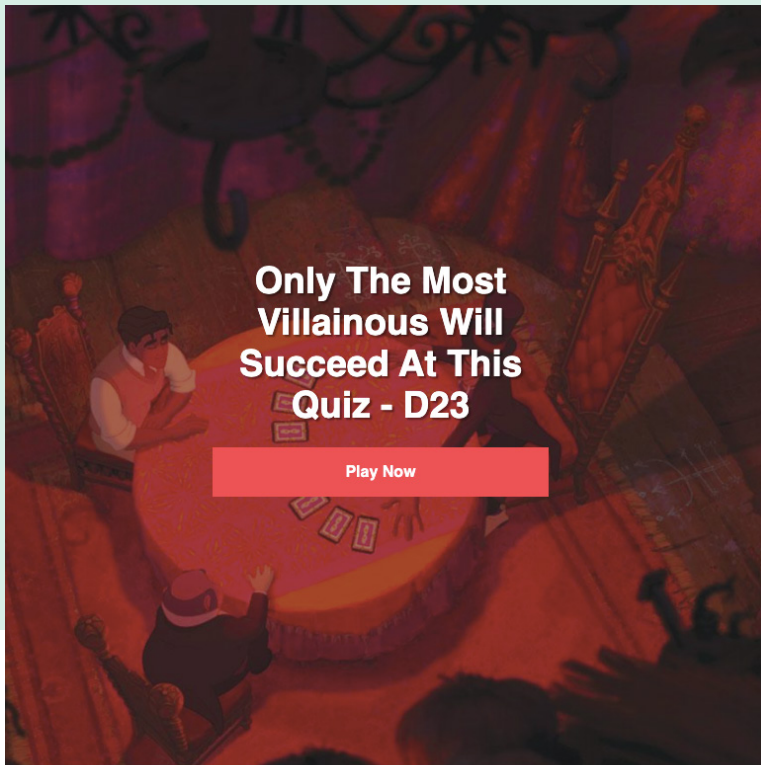 Only The Most
Villainous Will
Succeed At This
Quiz - D23
Play Now